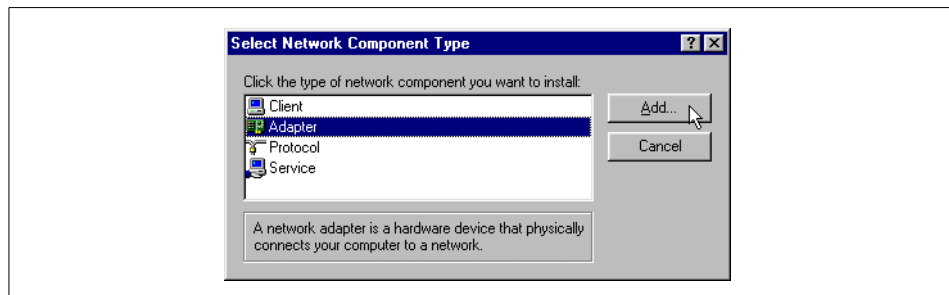 Select Network Component Type
Click the type of network component you want to install:
Client
Adapter
Protocol
Service
Add...
Cancel
A network adapter is a hardware device that physically
connects your computer to a network.